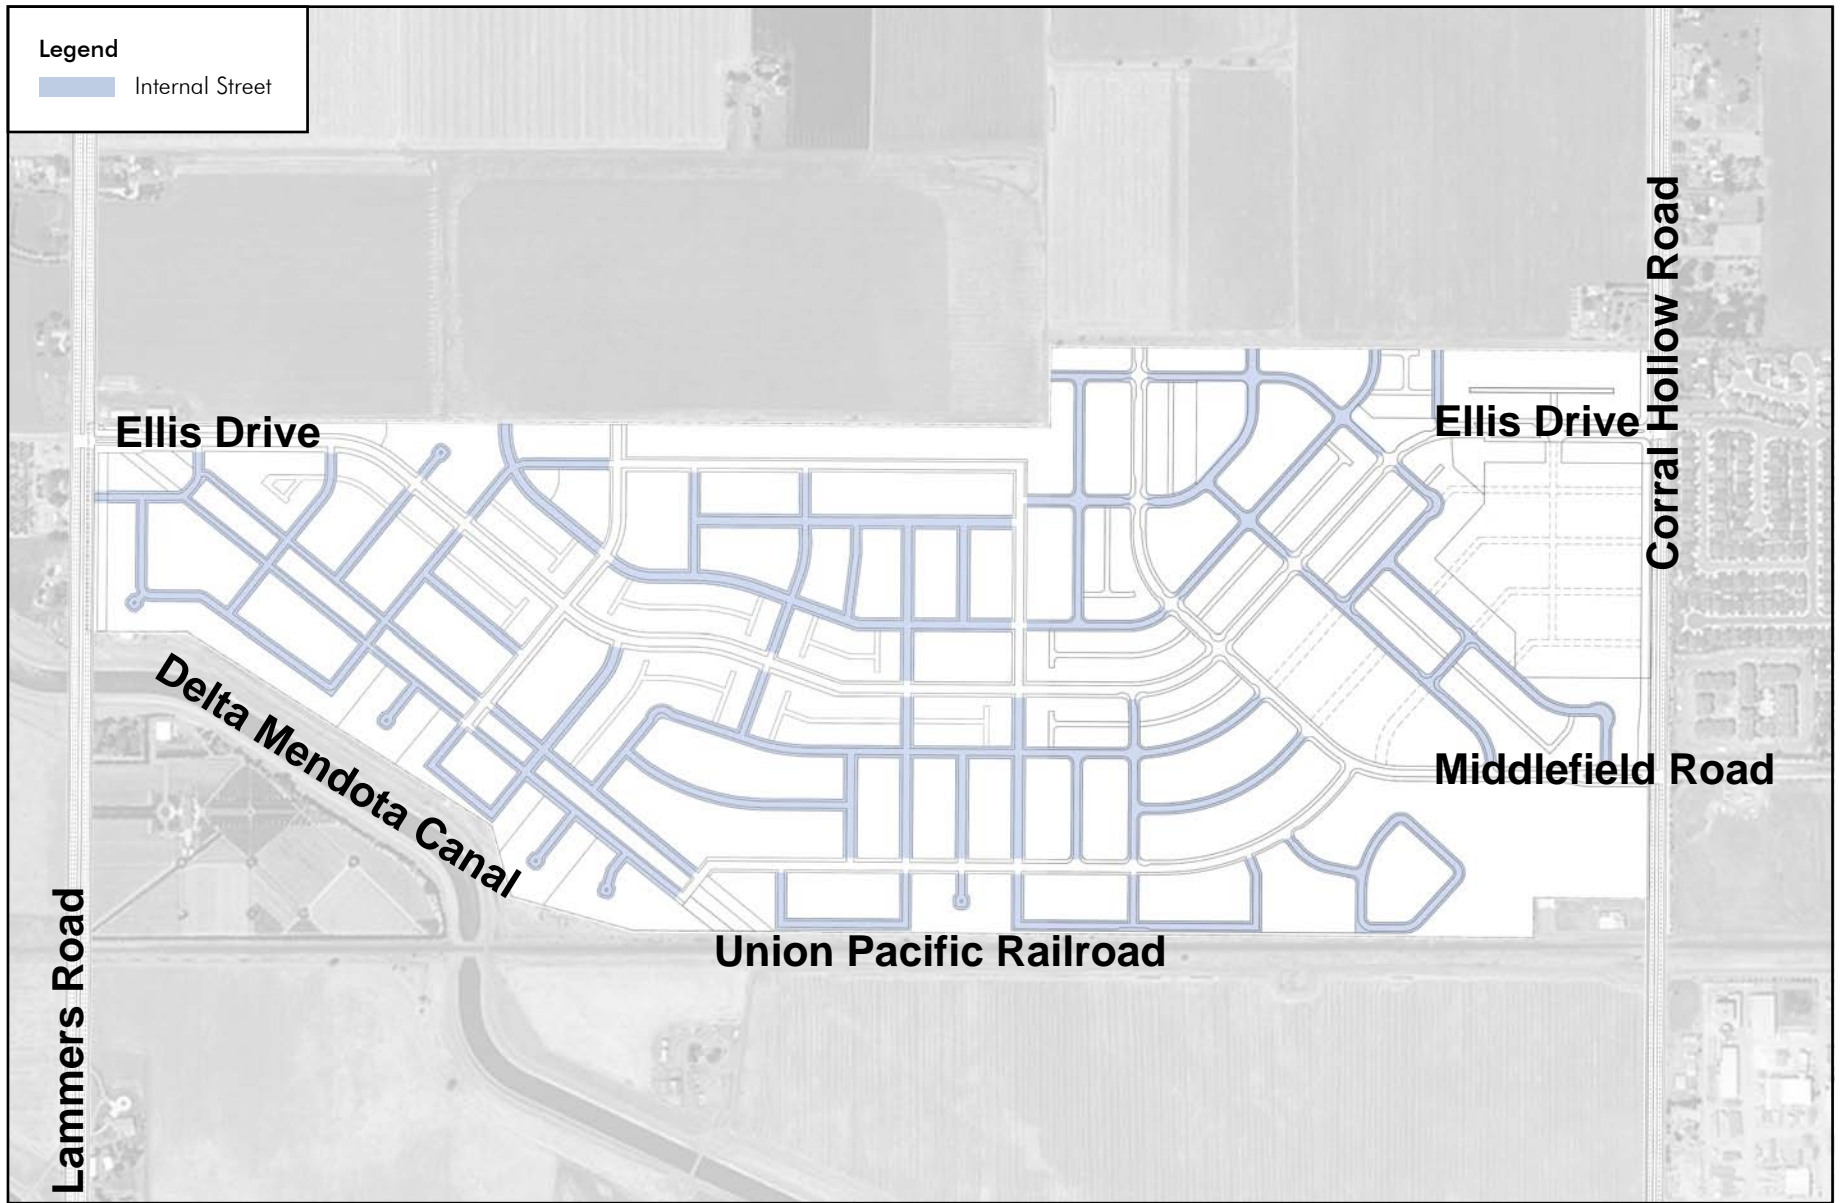 Legend
Internal Street
Corral Hollow Road
Ellis Drive
Ellis Drive
Delta Mendota Canal
Middlefield Road
Union Pacific Railroad
Lammers Road